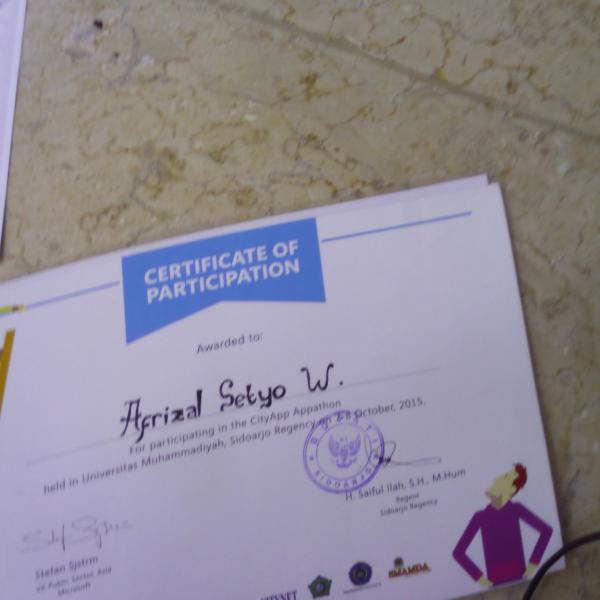 CERTIFICATE OF
PARTICIPATION
Awarded to:
Afrizal Setyo W.
For participating in the CityApp Appathon
held in Universitas Muhammadiyah, Sidoarjo Regency on 7-8 October, 2015.
BUPATI
SIDOARJO
H. Saiful Ilah, S.H., M.Hum
Regent
Sidoarjo Regency
Stefan Sjstrm
VP Public Sector, Asia
Microsoft
SMAMDA